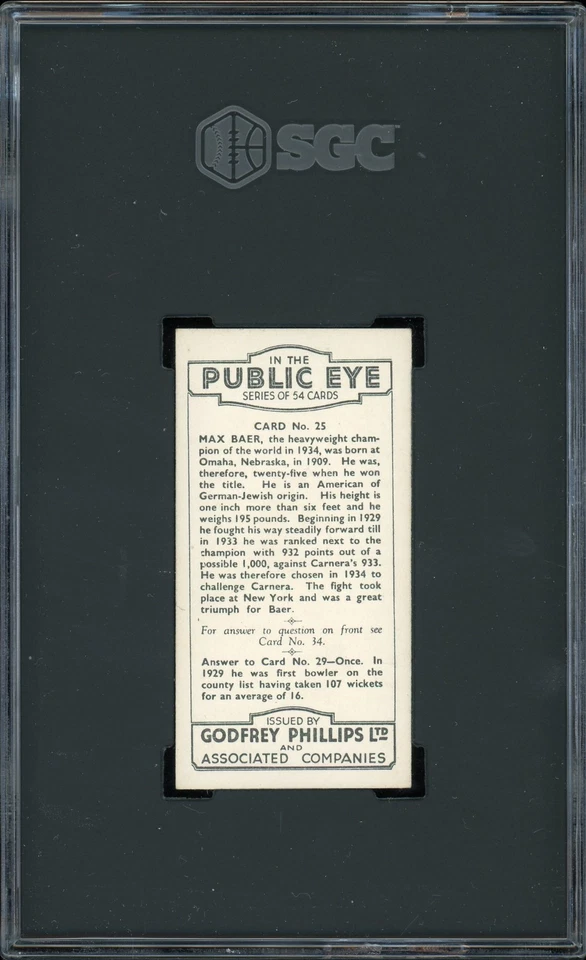 SGC
IN THE
PUBLIC EYE
SERIES OF 54 CARDS
CARD No. 25
MAX BAER, the heavyweight cham-
pion of the world in 1934, was born at
Omaha, Nebraska, in 1909. He was,
therefore, twenty-five when he won
the title. He is an American of
German-Jewish origin. His height is
one inch more than six feet and he
weighs 195 pounds. Beginning in 1929
he fought his way steadily forward till
in 1933 he was ranked next to the
champion with 932 points out of a
possible 1,000, against Carnera's 933.
He was therefore chosen in 1934 to
challenge Carnera. The fight took
place at New York and was a great
triumph for Baer.
For answer to question on front see
Card No. 34.
Answer to Card No. 29—Once. In
1929 he was first bowler on the
county list having taken 107 wickets
for an average of 16.
ISSUED BY
GODFREY PHILLIPS LTD
AND
ASSOCIATED COMPANIES